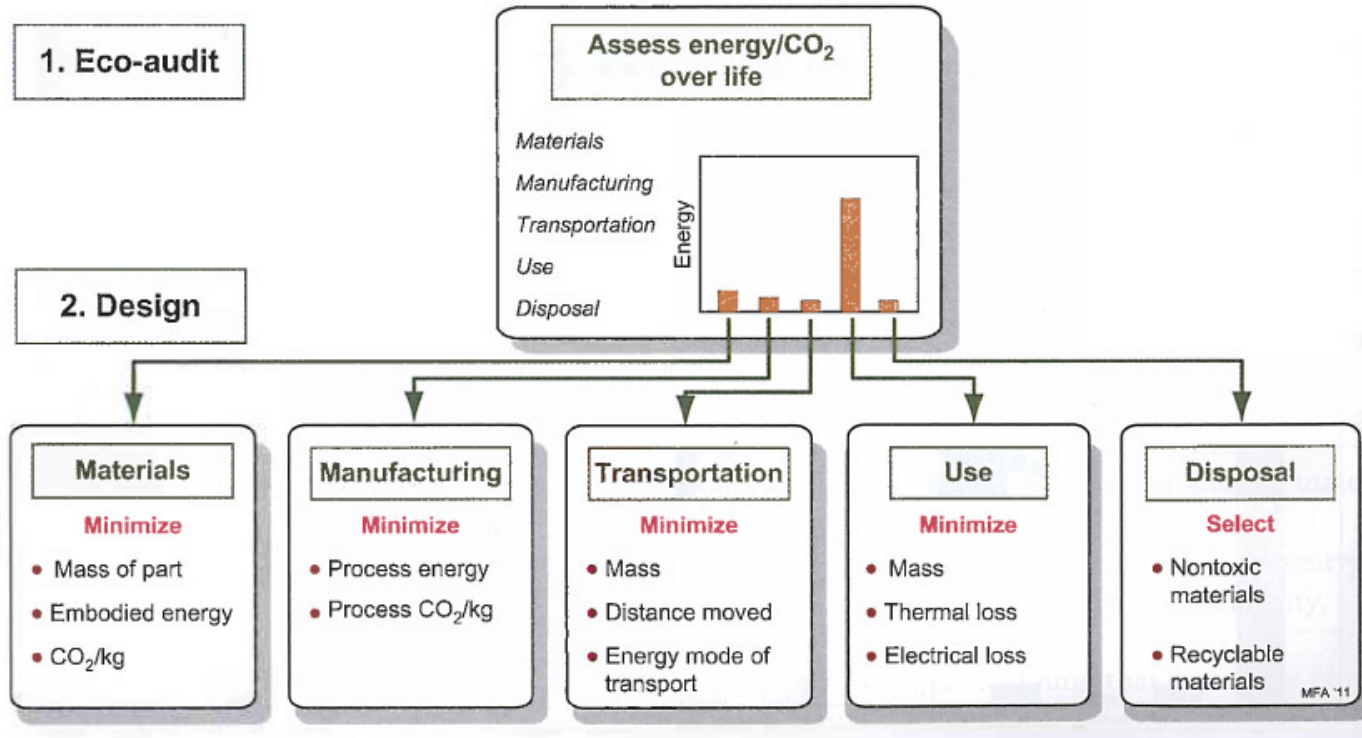 1. Eco-audit
Assess energy/CO₂
over life
Materials
Manufacturing
Transportation
Use
Disposal
Energy
2. Design
Materials
Minimize
• Mass of part
• Embodied energy
• CO₂/kg
Manufacturing
Minimize
• Process energy
• Process CO₂/kg
Transportation
Minimize
• Mass
• Distance moved
• Energy mode of
transport
Use
Minimize
• Mass
• Thermal loss
• Electrical loss
Disposal
Select
• Nontoxic
materials
• Recyclable
materials
MFA '11